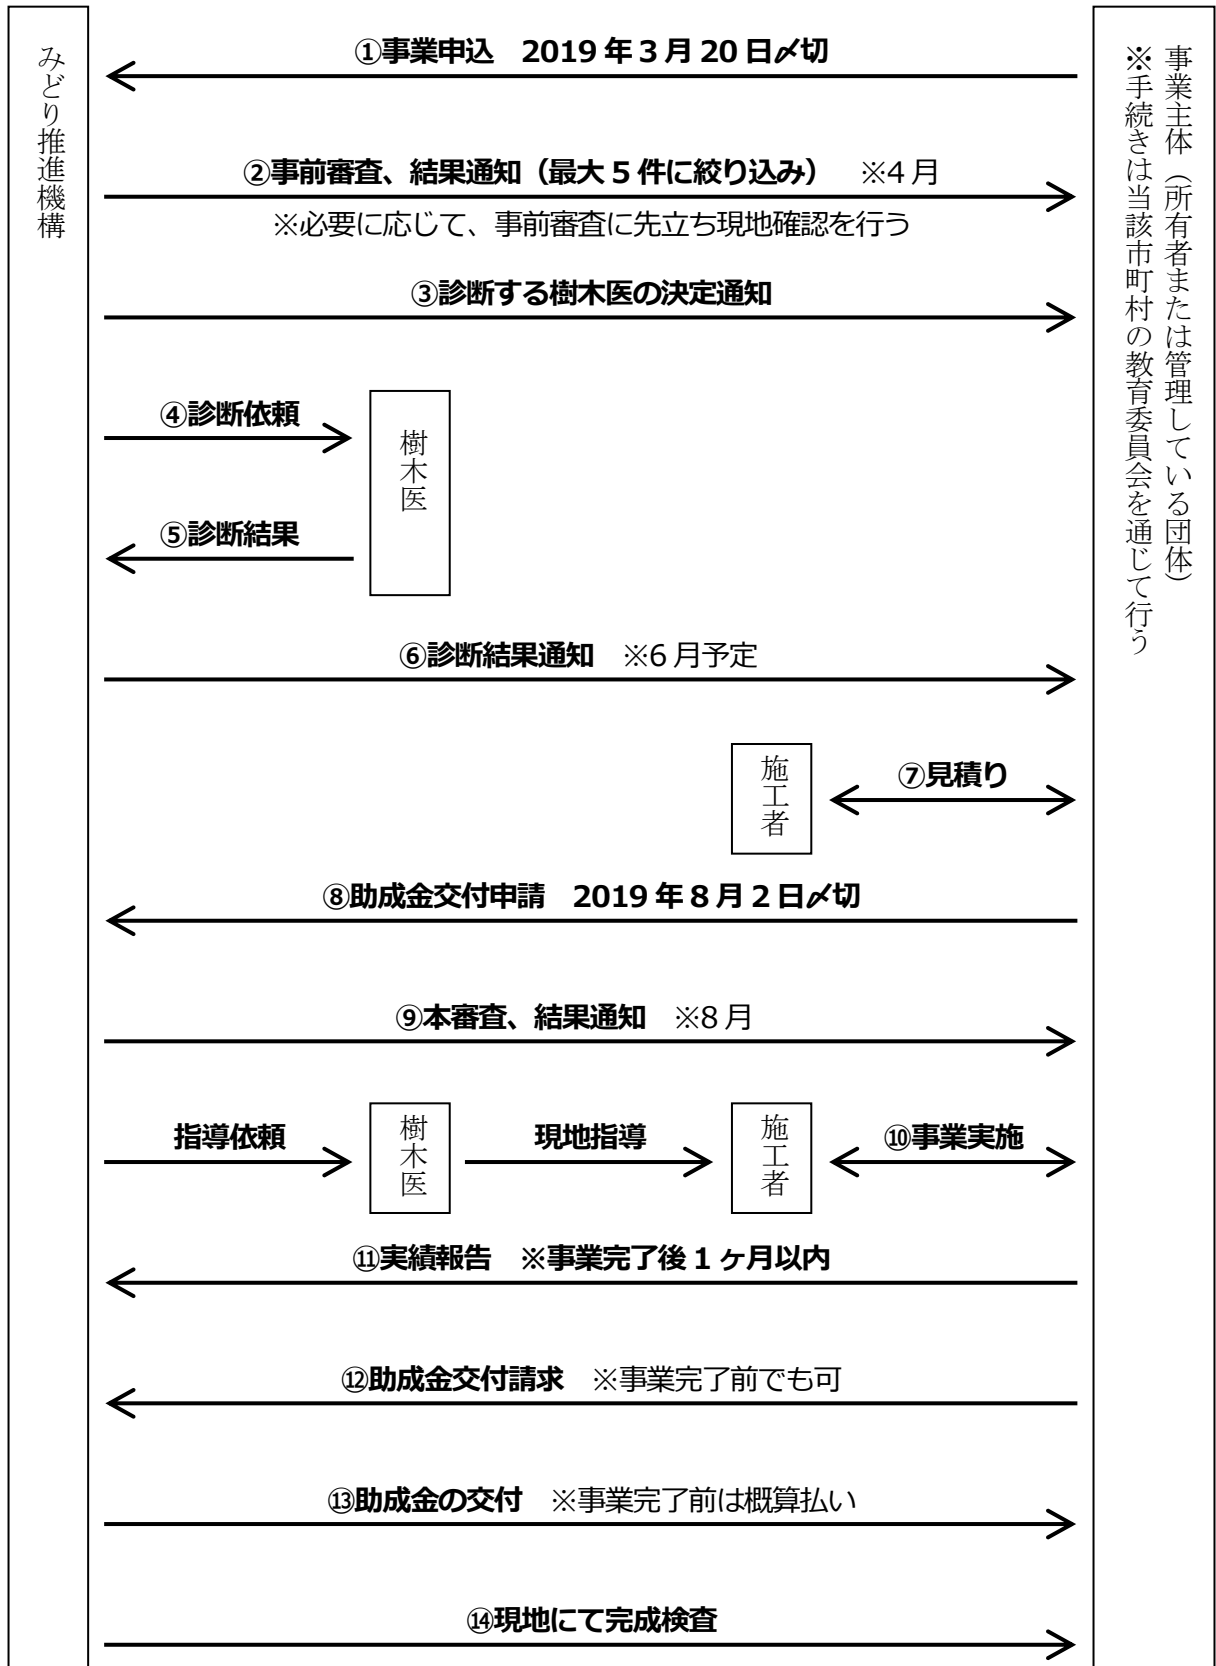 みどり推進機構
事業主体（所有者または管理している団体）
※手続きは当該市町村の教育委員会を通じて行う
①事業申込　2019年3月20日〆切
②事前審査、結果通知（最大5件に絞り込み）　※4月
※必要に応じて、事前審査に先立ち現地確認を行う
③診断する樹木医の決定通知
④診断依頼
樹木医
⑤診断結果
⑥診断結果通知　※6月予定
施工者
⑦見積り
⑧助成金交付申請　2019年8月2日〆切
⑨本審査、結果通知　※8月
指導依頼
樹木医
現地指導
施工者
⑩事業実施
⑪実績報告　※事業完了後1ヶ月以内
⑫助成金交付請求　※事業完了前でも可
⑬助成金の交付　※事業完了前は概算払い
⑭現地にて完成検査